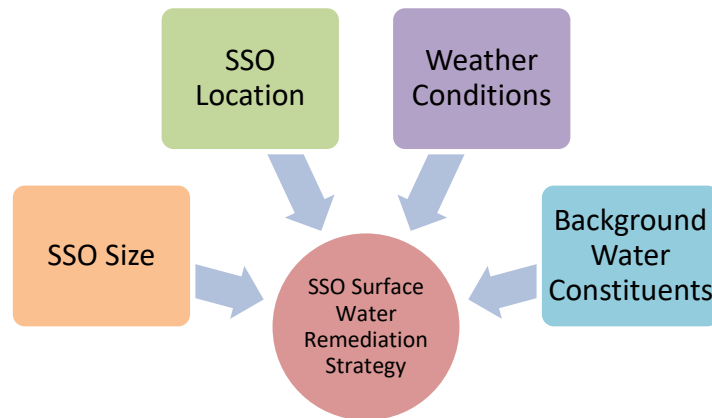 SSO
Location
Weather
Conditions
SSO Size
Background
Water
Constituents
SSO Surface
Water
Remediation
Strategy